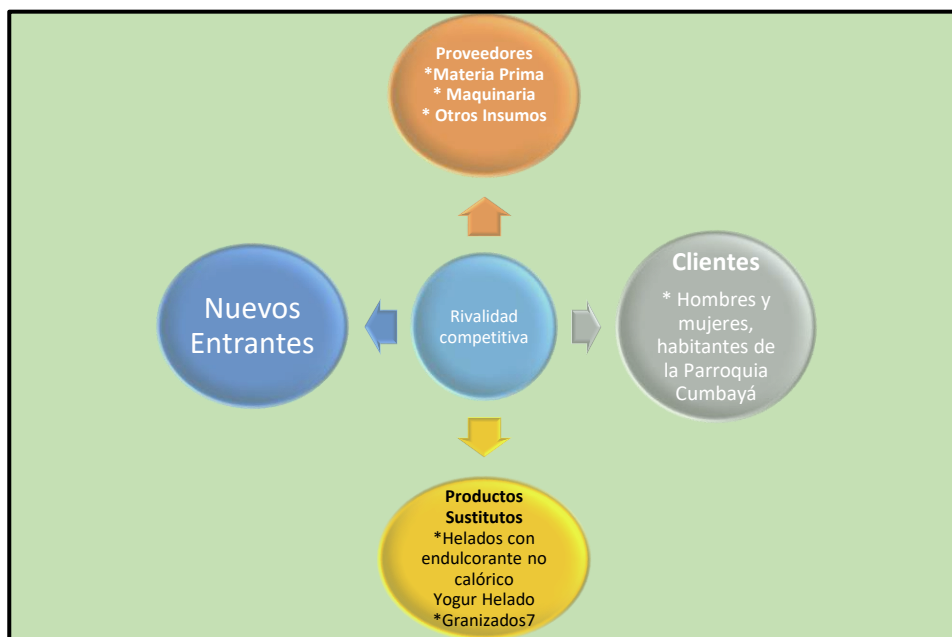 Proveedores
*Materia Prima
* Maquinaria
* Otros Insumos
Nuevos
Entrantes
Rivalidad
competitiva
Clientes
* Hombres y
mujeres,
habitantes de
la Parroquia
Cumbayá
Productos
Sustitutos
*Helados con
endulcorante no
calórico
Yogur Helado
*Granizados7